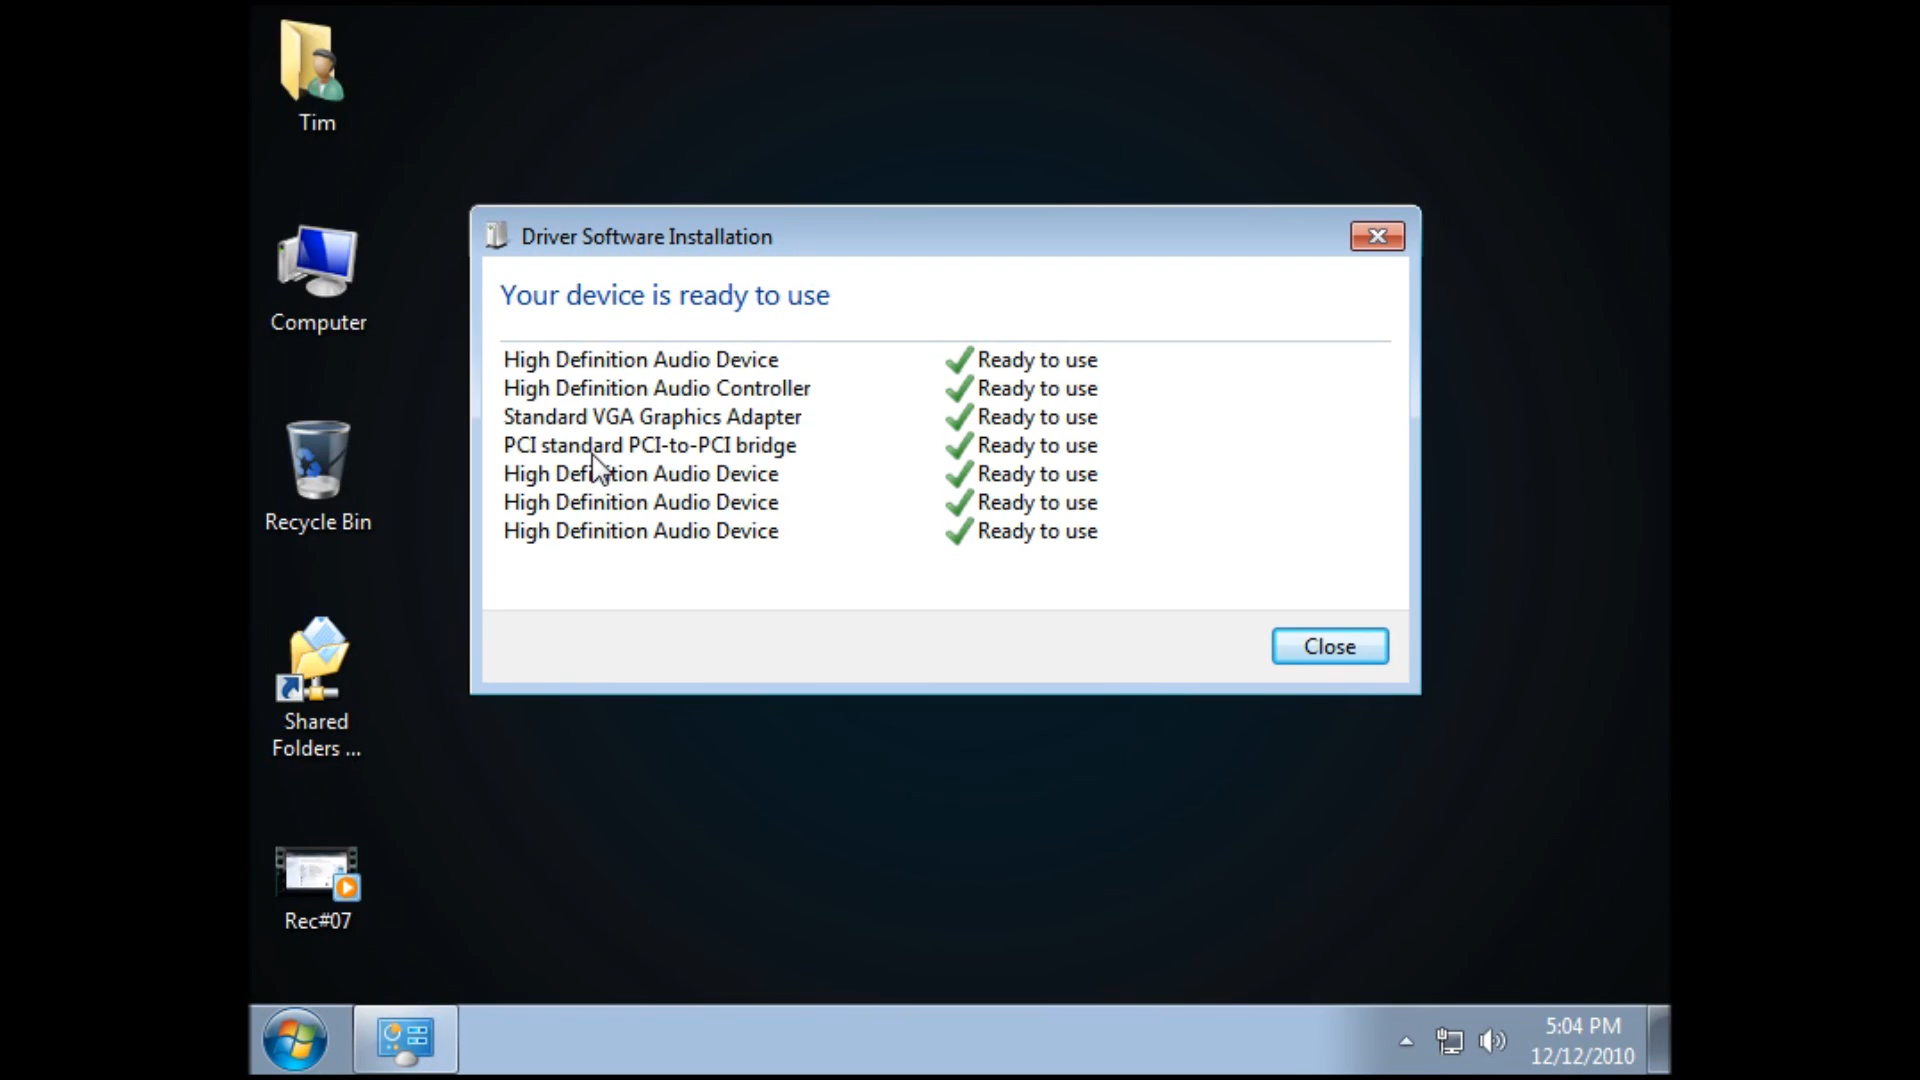 Tim
Computer
Recycle Bin
Shared
Folders ...
Rec#07
Driver Software Installation
Your device is ready to use
High Definition Audio Device Ready to use
High Definition Audio Controller Ready to use
Standard VGA Graphics Adapter Ready to use
PCI standard PCI-to-PCI bridge Ready to use
High Definition Audio Device Ready to use
High Definition Audio Device Ready to use
High Definition Audio Device Ready to use
Close
5:04 PM
12/12/2010